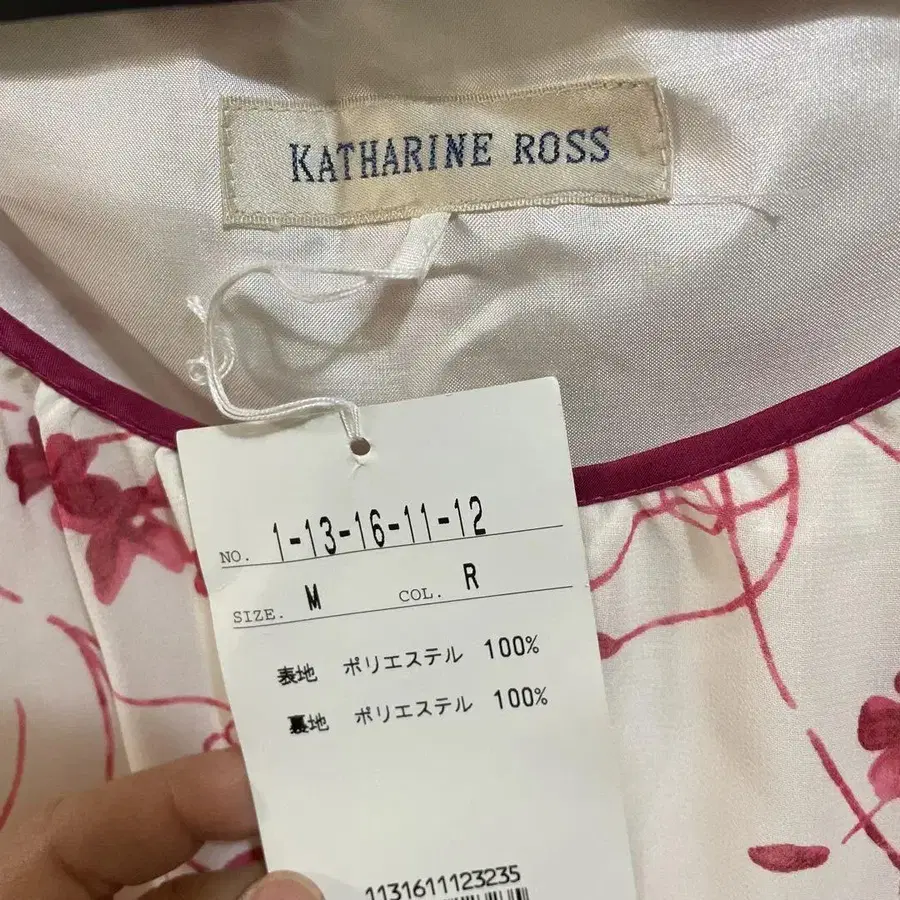 KATHARINE ROSS
NO. 1-13-16-11-12
SIZE. M COL. R
表地 ポリエステル 100%
裏地 ポリエステル 100%
1131611123235